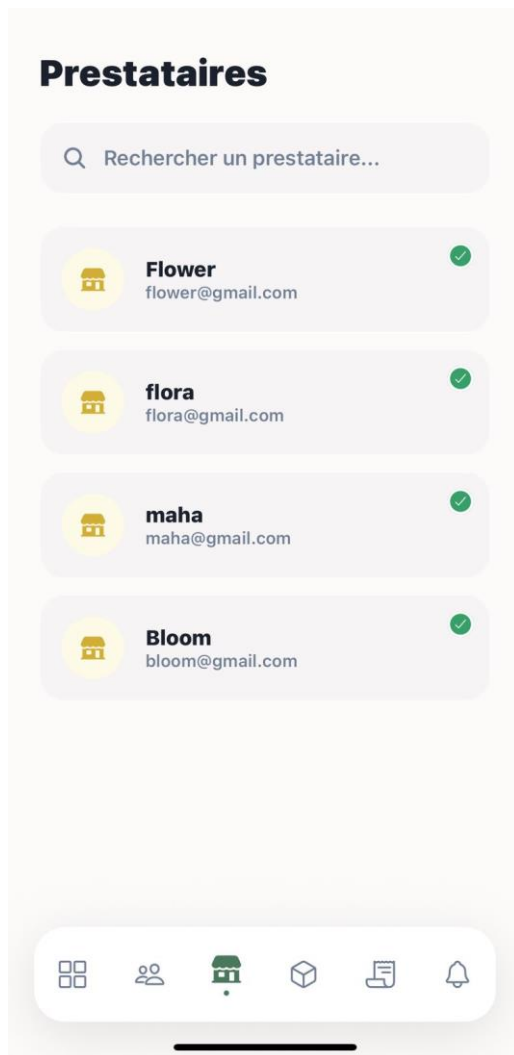 Prestataires
Rechercher un prestataire...
Flower
flower@gmail.com
flora
flora@gmail.com
maha
maha@gmail.com
Bloom
bloom@gmail.com